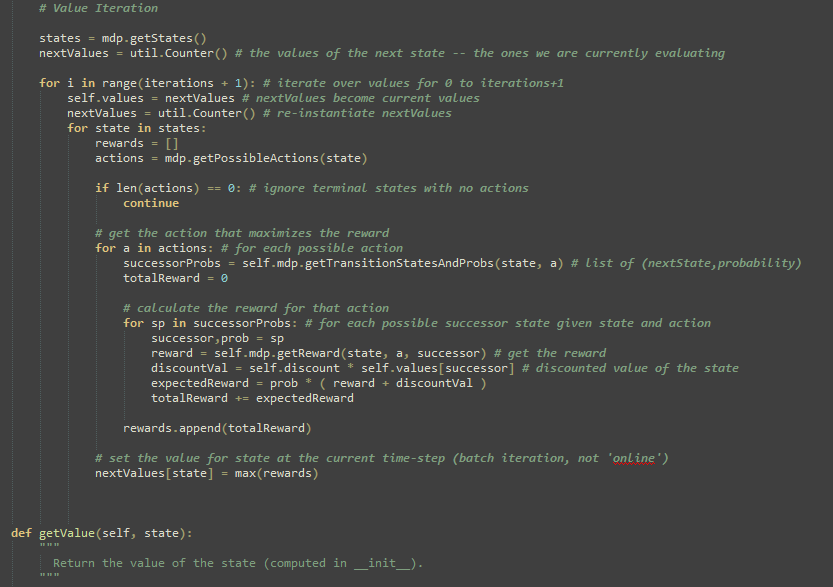 # Value Iteration
states = mdp.getStates()
nextValues = util.Counter() # the values of the next state -- the ones we are currently evaluating
for i in range(iterations + 1): # iterate over values for 0 to iterations+1
self.values = nextValues # nextValues become current values
nextValues = util.Counter() # re-instantiate nextValues
for state in states:
rewards = []
actions = mdp.getPossibleActions(state)
if len(actions) == 0: # ignore terminal states with no actions
continue
# get the action that maximizes the reward
for a in actions: # for each possible action
successorProbs = self.mdp.getTransitionStatesAndProbs(state, a) # list of (nextState,probability)
totalReward = 0
# calculate the reward for that action
for sp in successorProbs: # for each possible successor state given state and action
successor,prob = sp
reward = self.mdp.getReward(state, a, successor) # get the reward
discountVal = self.discount * self.values[successor] # discounted value of the state
expectedReward = prob * ( reward + discountVal )
totalReward += expectedReward
rewards.append(totalReward)
# set the value for state at the current time-step (batch iteration, not 'online')
nextValues[state] = max(rewards)
def getValue(self, state):
"""
Return the value of the state (computed in __init__).
"""